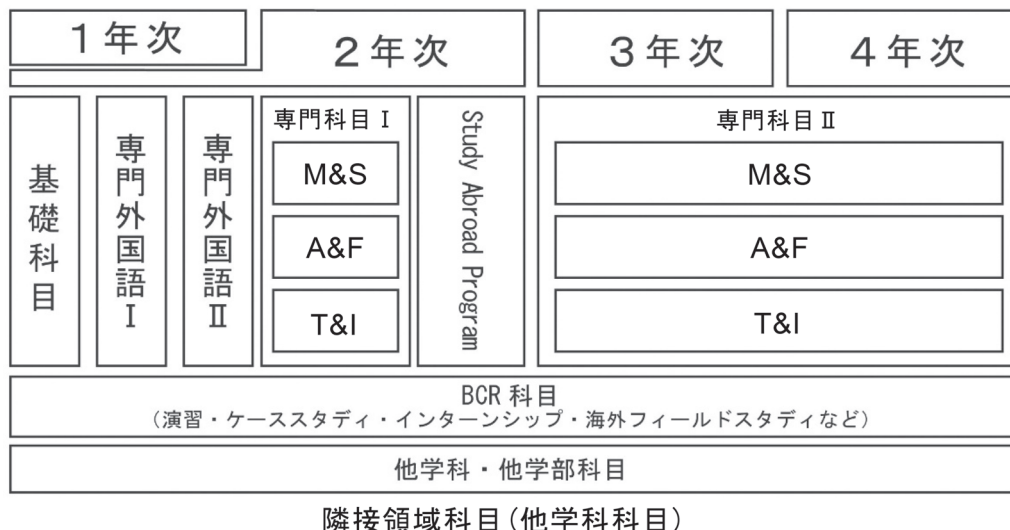 1年次
2年次
3年次
4年次
基礎科目
専門外国語Ⅰ
専門外国語Ⅱ
専門科目Ⅰ
M&S
A&F
T&I
Study Abroad Program
専門科目Ⅱ
M&S
A&F
T&I
BCR科目
(演習・ケーススタディ・インターンシップ・海外フィールドスタディなど)
他学科・他学部科目
隣接領域科目(他学科科目)